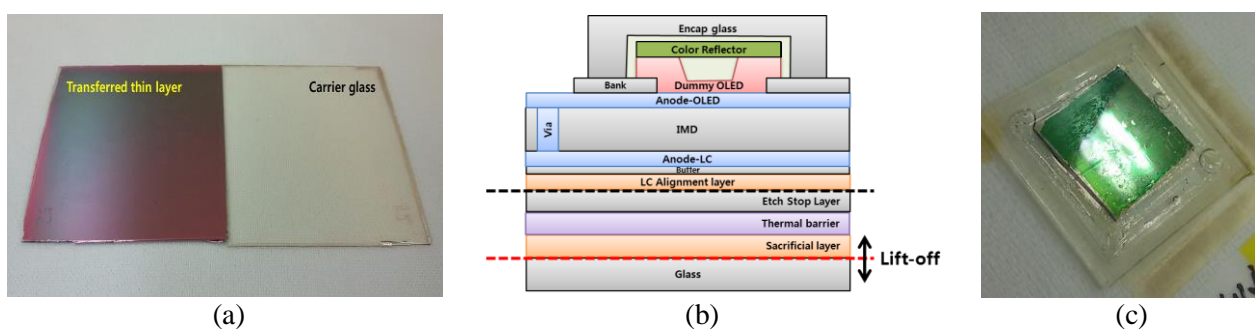 Transferred thin layer
Carrier glass
Encap glass
Color Reflector
Bank
Dummy OLED
Anode-OLED
Via
IMD
Anode-LC
Buffer
LC Alignment layer
Etch Stop Layer
Thermal barrier
Sacrificial layer
Lift-off
Glass
(a)
(b)
(c)